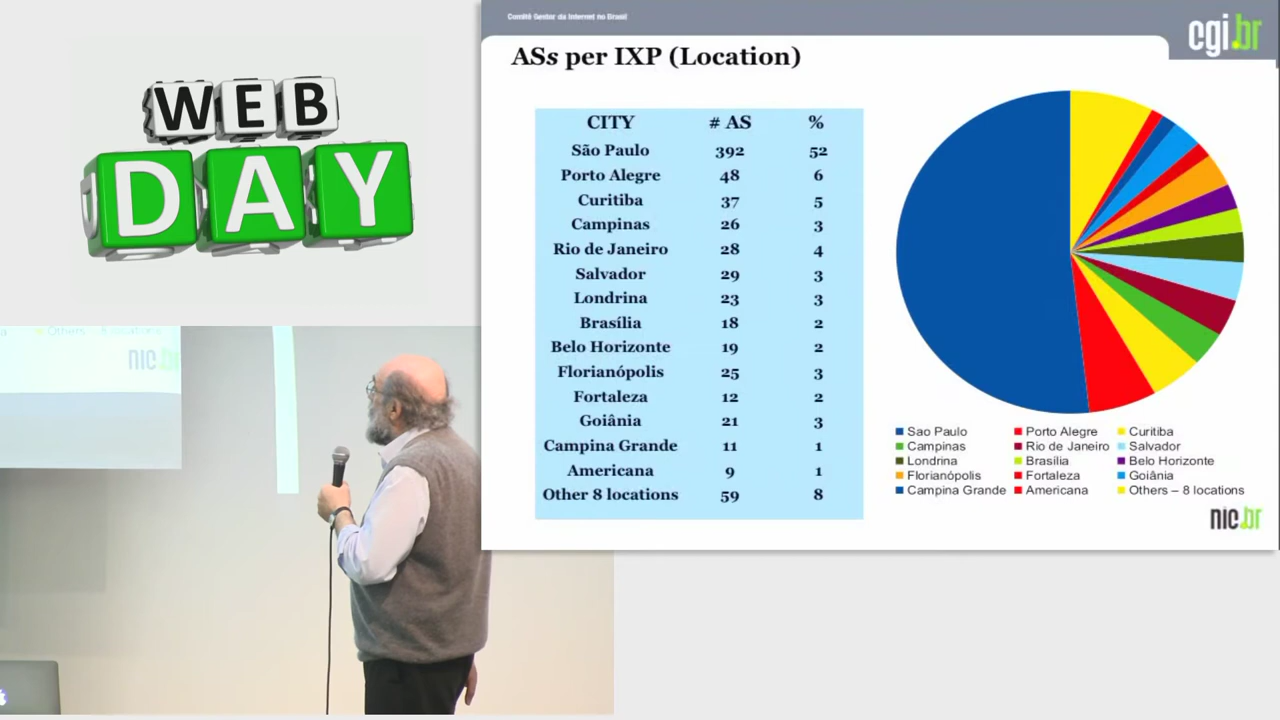 WEB
DAY
Comitê Gestor da Internet no Brasil
cgi.br
ASs per IXP (Location)
CITY # AS %
São Paulo 392 52
Porto Alegre 48 6
Curitiba 37 5
Campinas 26 3
Rio de Janeiro 28 4
Salvador 29 3
Londrina 23 3
Brasília 18 2
Belo Horizonte 19 2
Florianópolis 25 3
Fortaleza 12 2
Goiânia 21 3
Campina Grande 11 1
Americana 9 1
Other 8 locations 59 8
Sao Paulo Porto Alegre Curitiba
Campinas Rio de Janeiro Salvador
Londrina Brasília Belo Horizonte
Florianópolis Fortaleza Goiânia
Campina Grande Americana Others – 8 locations
nic.br
Others 8 locations
nic.br